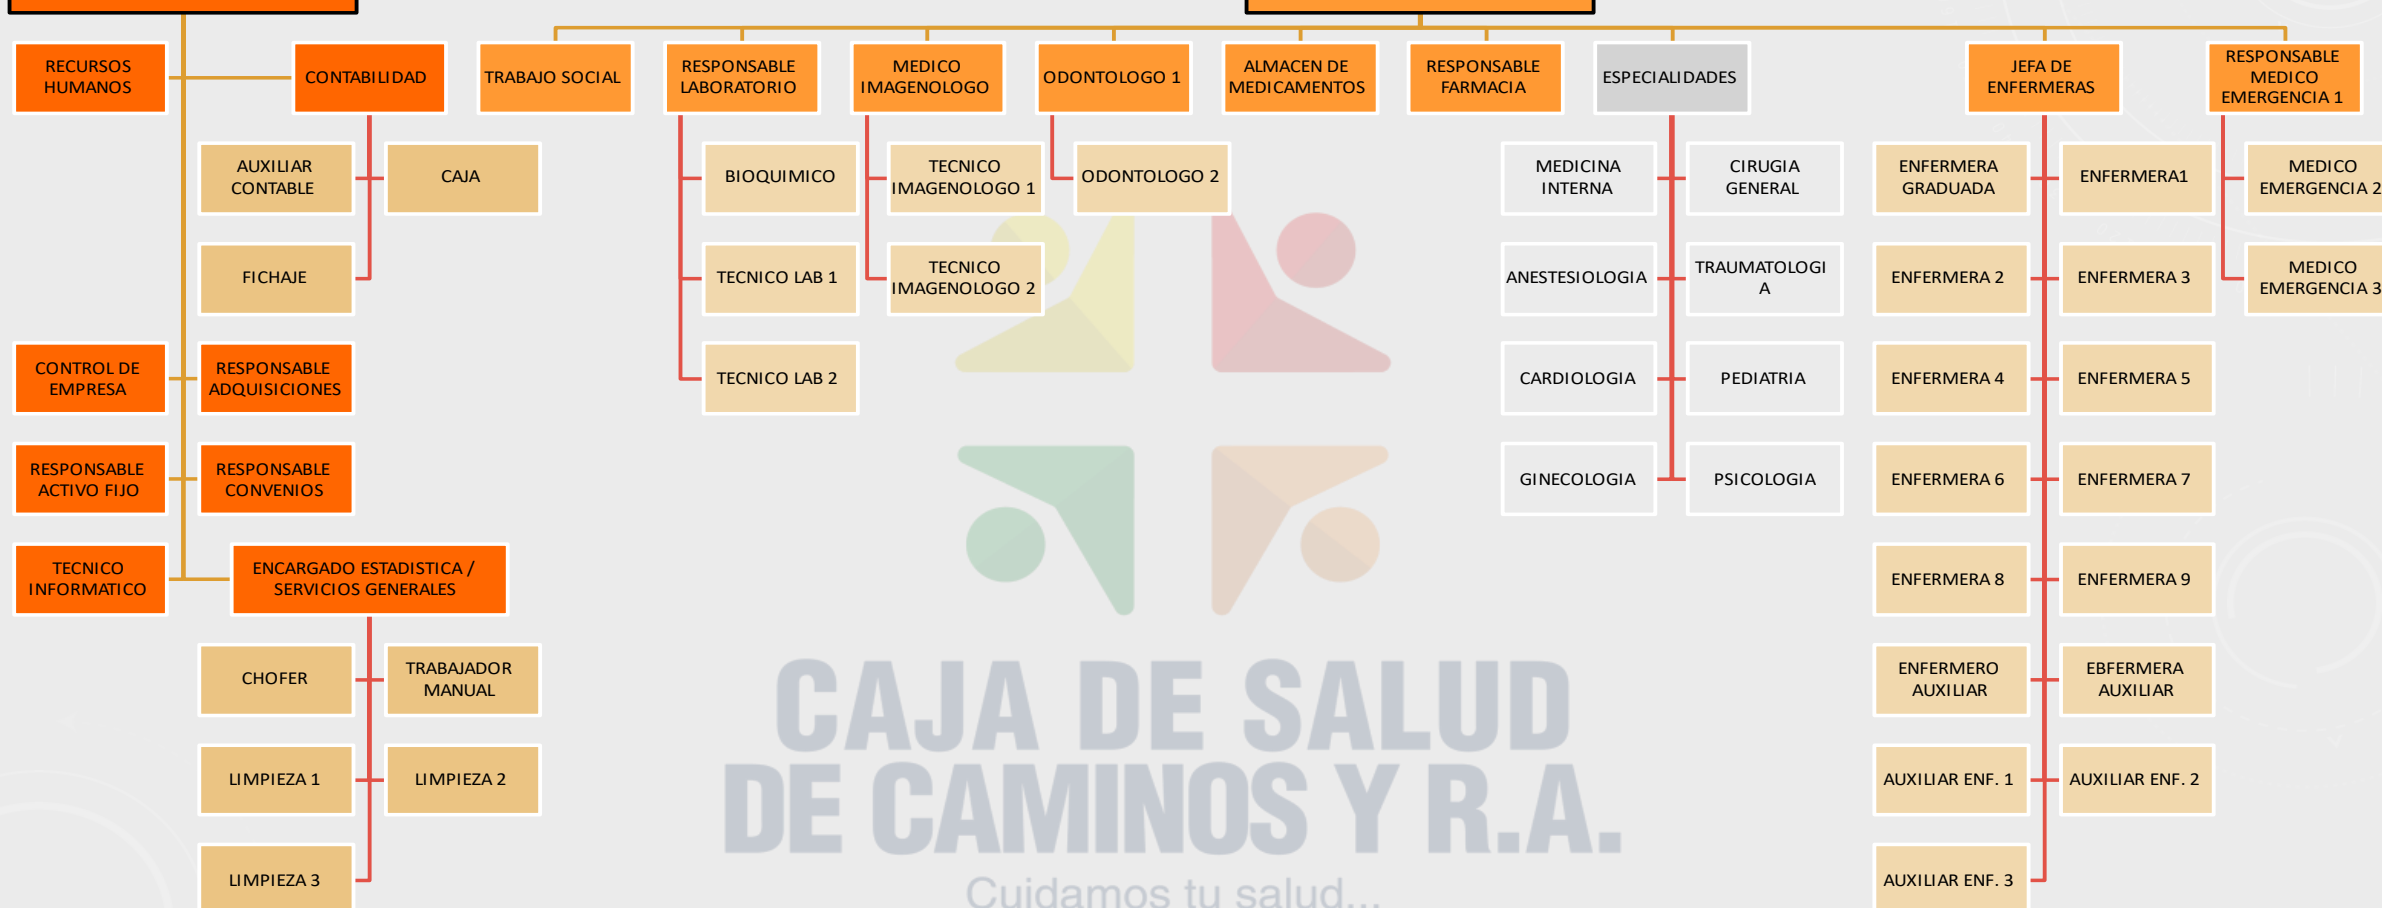 RECURSOS
HUMANOS
CONTABILIDAD
TRABAJO SOCIAL
RESPONSABLE
LABORATORIO
MEDICO
IMAGENOLOGO
ODONTOLOGO 1
ALMACEN DE
MEDICAMENTOS
RESPONSABLE
FARMACIA
ESPECIALIDADES
JEFA DE
ENFERMERAS
RESPONSABLE
MEDICO
EMERGENCIA 1
AUXILIAR
CONTABLE
CAJA
BIOQUIMICO
TECNICO
IMAGENOLOGO 1
ODONTOLOGO 2
MEDICINA
INTERNA
CIRUGIA
GENERAL
ENFERMERA
GRADUADA
ENFERMERA1
MEDICO
EMERGENCIA 2
FICHAJE
TECNICO LAB 1
TECNICO
IMAGENOLOGO 2
ANESTESIOLOGIA
TRAUMATOLOGI
A
ENFERMERA 2
ENFERMERA 3
MEDICO
EMERGENCIA 3
CONTROL DE
EMPRESA
RESPONSABLE
ADQUISICIONES
TECNICO LAB 2
CARDIOLOGIA
PEDIATRIA
ENFERMERA 4
ENFERMERA 5
RESPONSABLE
ACTIVO FIJO
RESPONSABLE
CONVENIOS
GINECOLOGIA
PSICOLOGIA
ENFERMERA 6
ENFERMERA 7
TECNICO
INFORMATICO
ENCARGADO ESTADISTICA /
SERVICIOS GENERALES
ENFERMERA 8
ENFERMERA 9
CHOFER
TRABAJADOR
MANUAL
ENFERMERO
AUXILIAR
EBFERMERA
AUXILIAR
LIMPIEZA 1
LIMPIEZA 2
AUXILIAR ENF. 1
AUXILIAR ENF. 2
LIMPIEZA 3
AUXILIAR ENF. 3
CAJA DE SALUD
DE CAMINOS Y R.A.
Cuidamos tu salud...